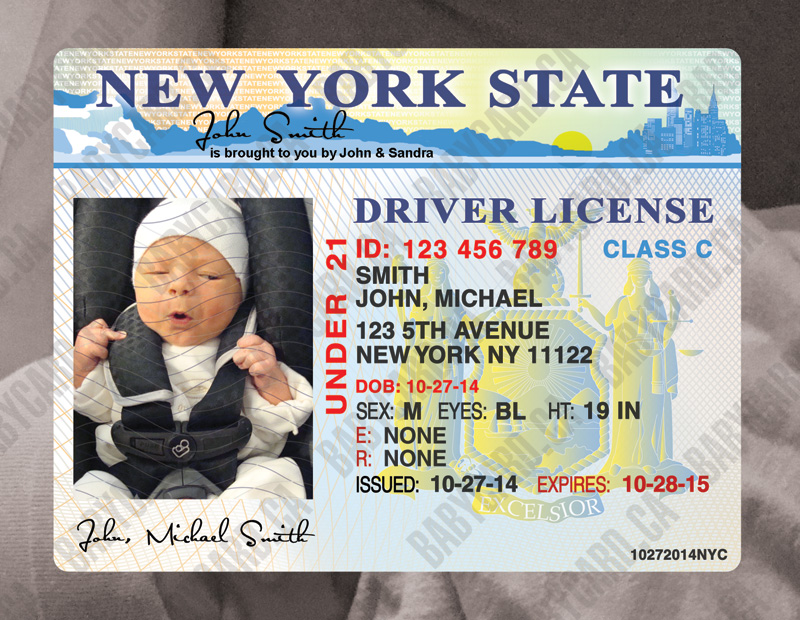 NEW YORK STATE
John Smith
is brought to you by John & Sandra
DRIVER LICENSE
ID: 123 456 789 CLASS C
SMITH
JOHN, MICHAEL
123 5TH AVENUE
NEW YORK NY 11122
DOB: 10-27-14
SEX: M EYES: BL HT: 19 IN
E: NONE
R: NONE
ISSUED: 10-27-14 EXPIRES: 10-28-15
UNDER 21
EXCELSIOR
John, Michael Smith
10272014NYC
BABYCARD.CA